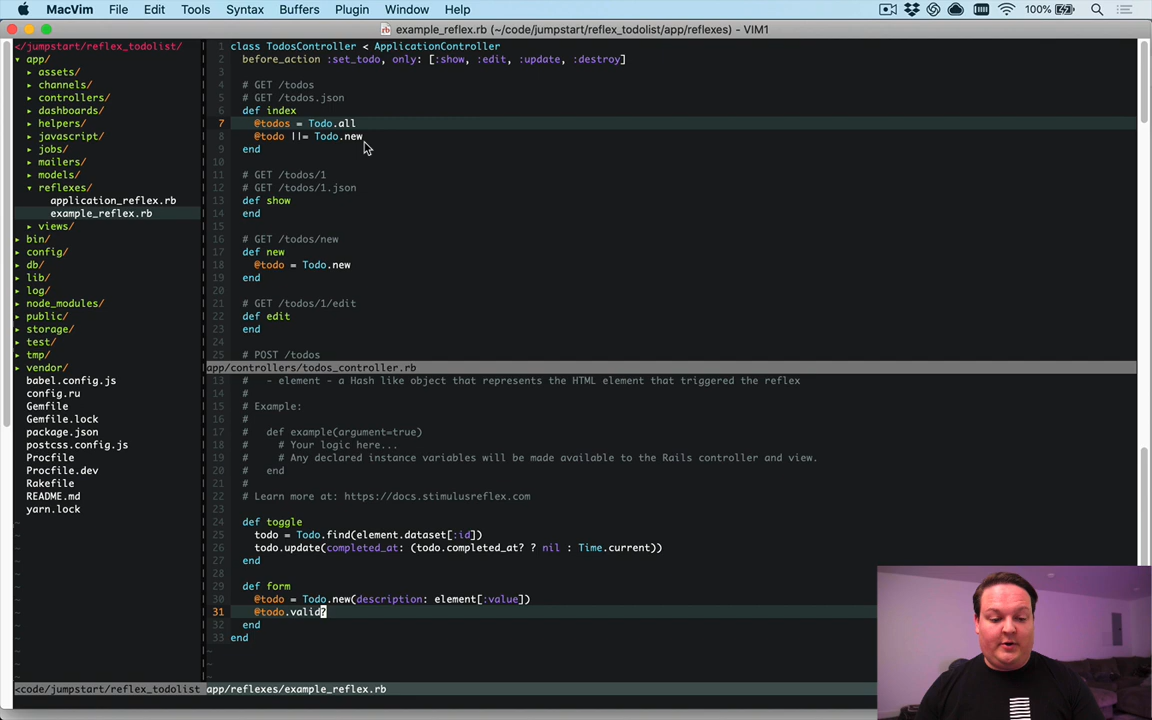 MacVim File Edit Tools Syntax Buffers Plugin Window Help 100%
example_reflex.rb (~/code/jumpstart/reflex_todolist/app/reflexes) - VIM1
</jumpstart/reflex_todolist/
▾ app/
▸ assets/
▸ channels/
▸ controllers/
▸ dashboards/
▸ helpers/
▸ javascript/
▸ jobs/
▸ mailers/
▸ models/
▾ reflexes/
application_reflex.rb
example_reflex.rb
▸ views/
▸ bin/
▸ config/
▸ db/
▸ lib/
▸ log/
▸ node_modules/
▸ public/
▸ storage/
▸ test/
▸ tmp/
▸ vendor/
babel.config.js
config.ru
Gemfile
Gemfile.lock
package.json
postcss.config.js
Procfile
Procfile.dev
Rakefile
README.md
yarn.lock
<code/jumpstart/reflex_todolist
1 class TodosController < ApplicationController
2 before_action :set_todo, only: [:show, :edit, :update, :destroy]
3
4 # GET /todos
5 # GET /todos.json
6 def index
7 @todos = Todo.all
8 @todo ||= Todo.new
9 end
10
11 # GET /todos/1
12 # GET /todos/1.json
13 def show
14 end
15
16 # GET /todos/new
17 def new
18 @todo = Todo.new
19 end
20
21 # GET /todos/1/edit
22 def edit
23 end
24
25 # POST /todos
app/controllers/todos_controller.rb
13 # - element - a Hash like object that represents the HTML element that triggered the reflex
14 #
15 # Example:
16 #
17 # def example(argument=true)
18 # # Your logic here...
19 # # Any declared instance variables will be made available to the Rails controller and view.
20 # end
21 #
22 # Learn more at: https://docs.stimulusreflex.com
23
24 def toggle
25 todo = Todo.find(element.dataset[:id])
26 todo.update(completed_at: (todo.completed_at? ? nil : Time.current))
27 end
28
29 def form
30 @todo = Todo.new(description: element[:value])
31 @todo.valid?
32 end
33 end
app/reflexes/example_reflex.rb